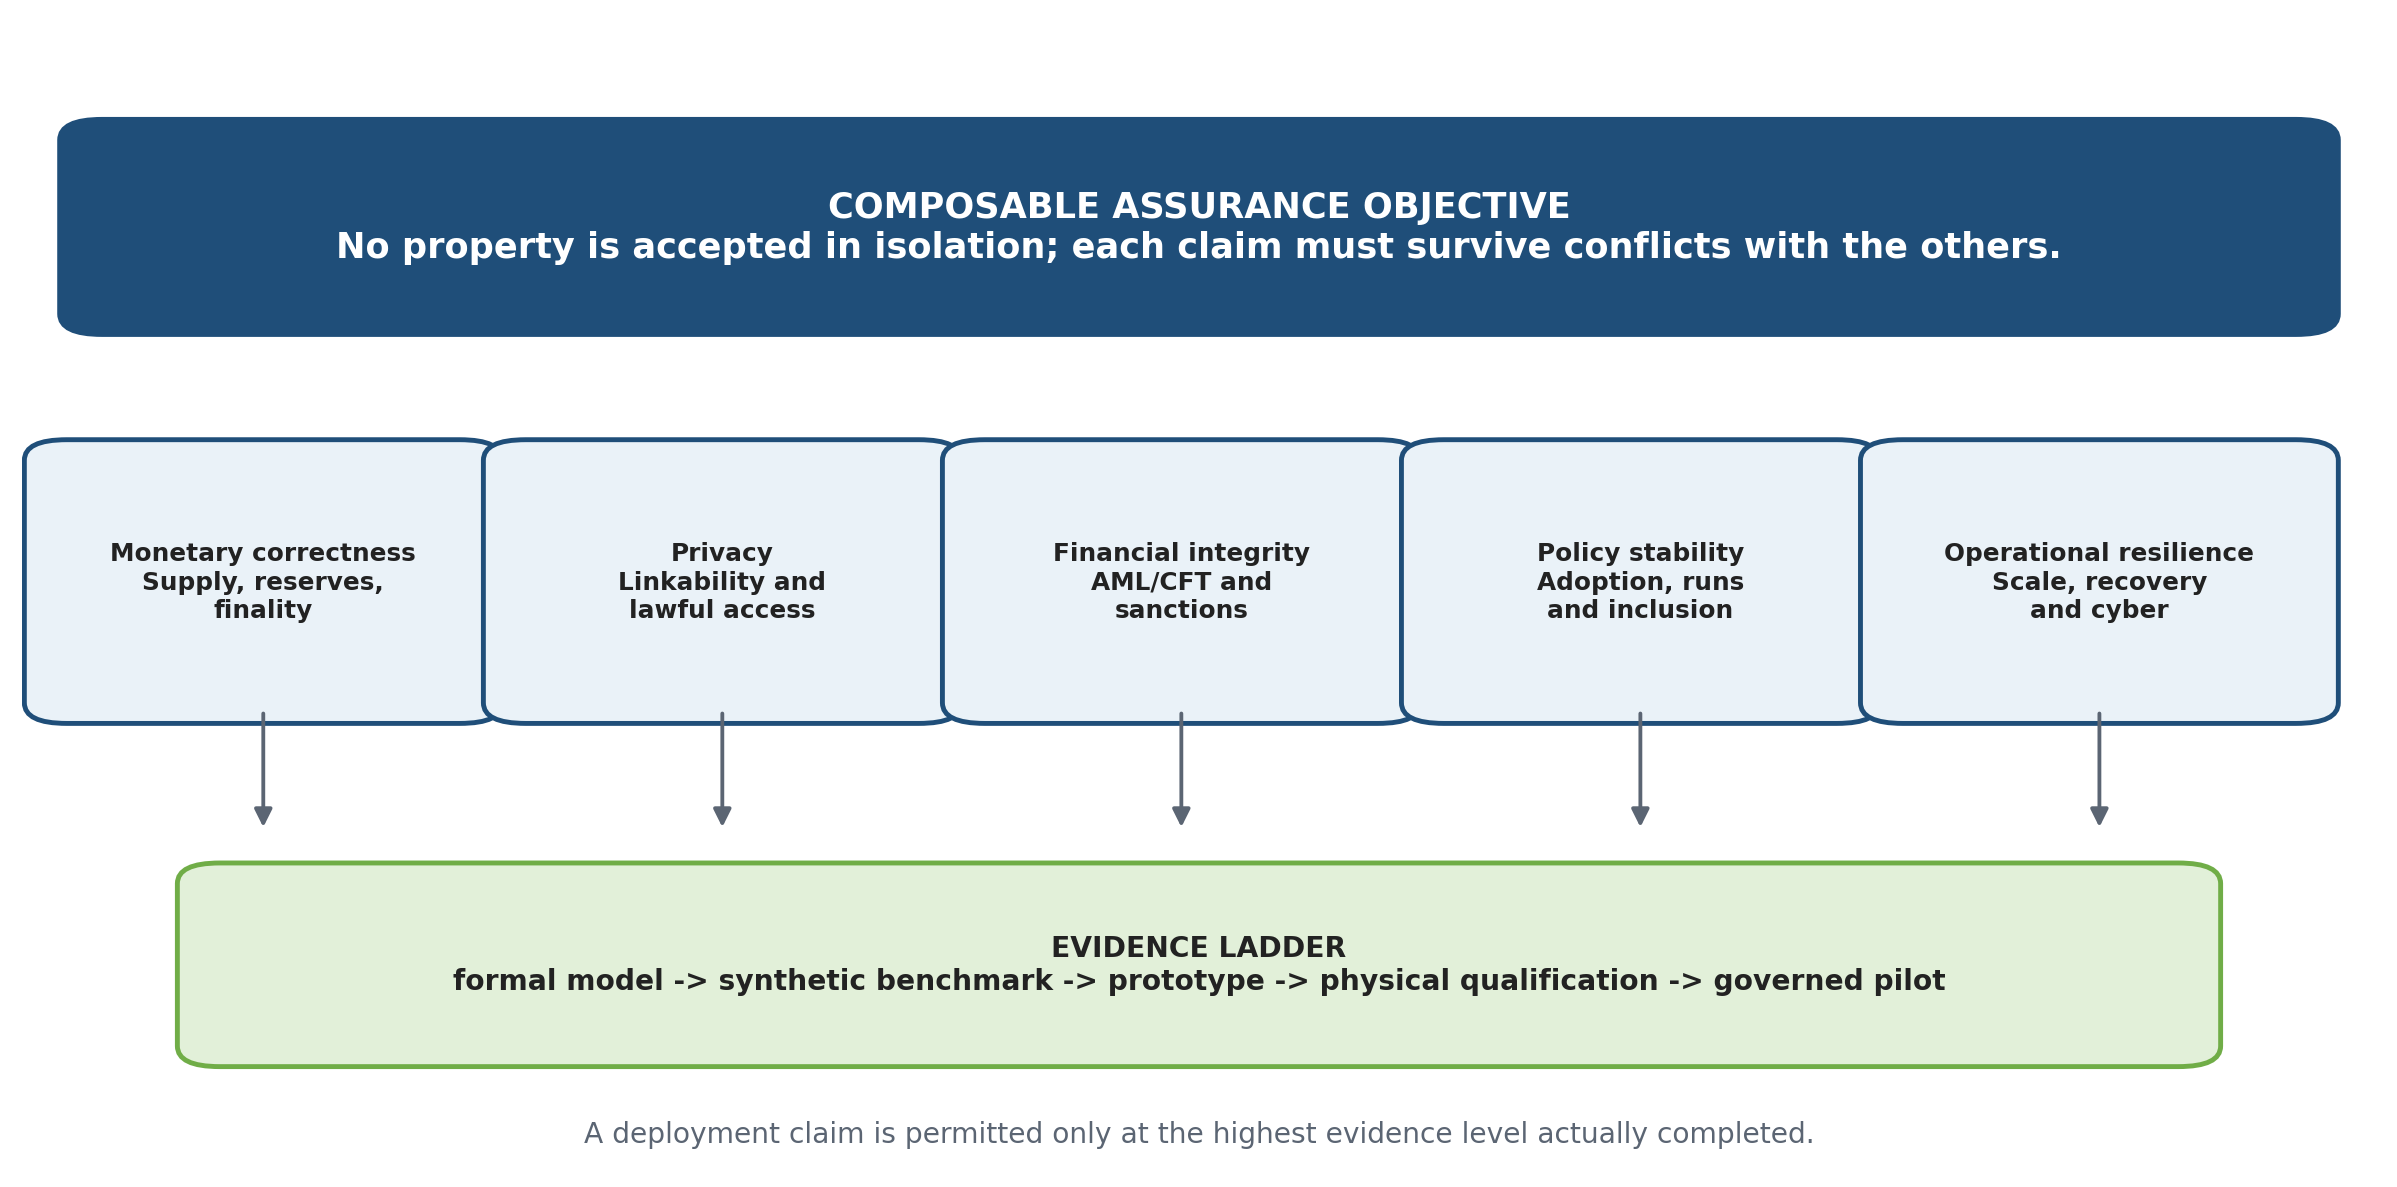 COMPOSABLE ASSURANCE OBJECTIVE
No property is accepted in isolation; each claim must survive conflicts with the others.
Monetary correctness
Supply, reserves,
finality
Privacy
Linkability and
lawful access
Financial integrity
AML/CFT and
sanctions
Policy stability
Adoption, runs
and inclusion
Operational resilience
Scale, recovery
and cyber
EVIDENCE LADDER
formal model -> synthetic benchmark -> prototype -> physical qualification -> governed pilot
A deployment claim is permitted only at the highest evidence level actually completed.